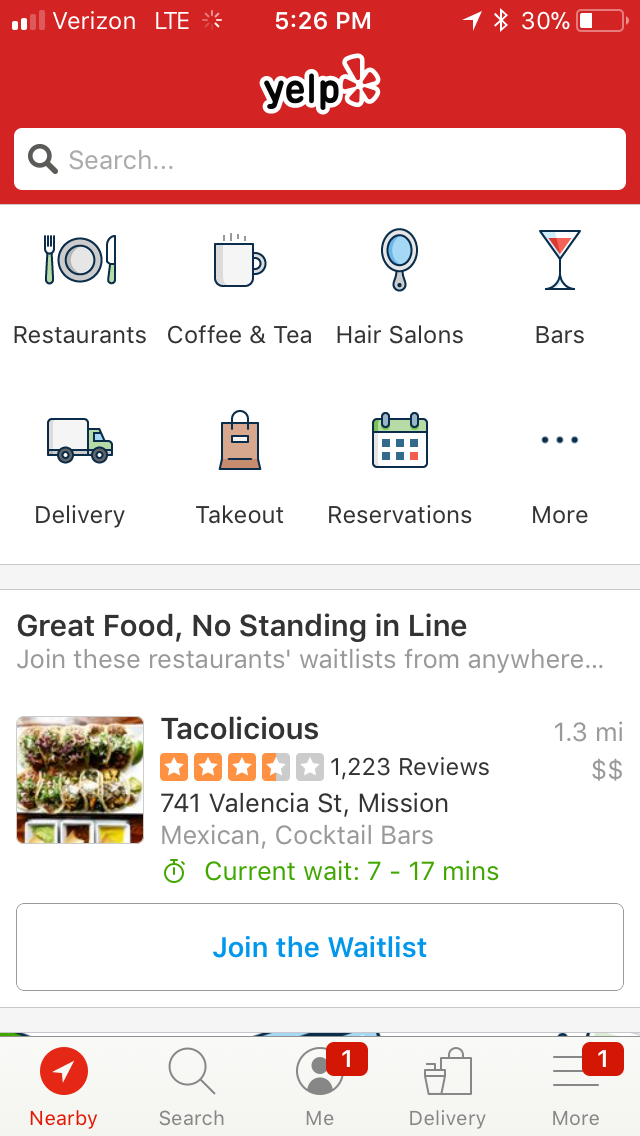 Verizon LTE 5:26 PM 30%
yelp
Search...
Restaurants Coffee & Tea Hair Salons Bars
Delivery Takeout Reservations More
Great Food, No Standing in Line
Join these restaurants' waitlists from anywhere...
Tacolicious 1.3 mi
1,223 Reviews $$
741 Valencia St, Mission
Mexican, Cocktail Bars
Current wait: 7 - 17 mins
Join the Waitlist
1 1
Nearby Search Me Delivery More